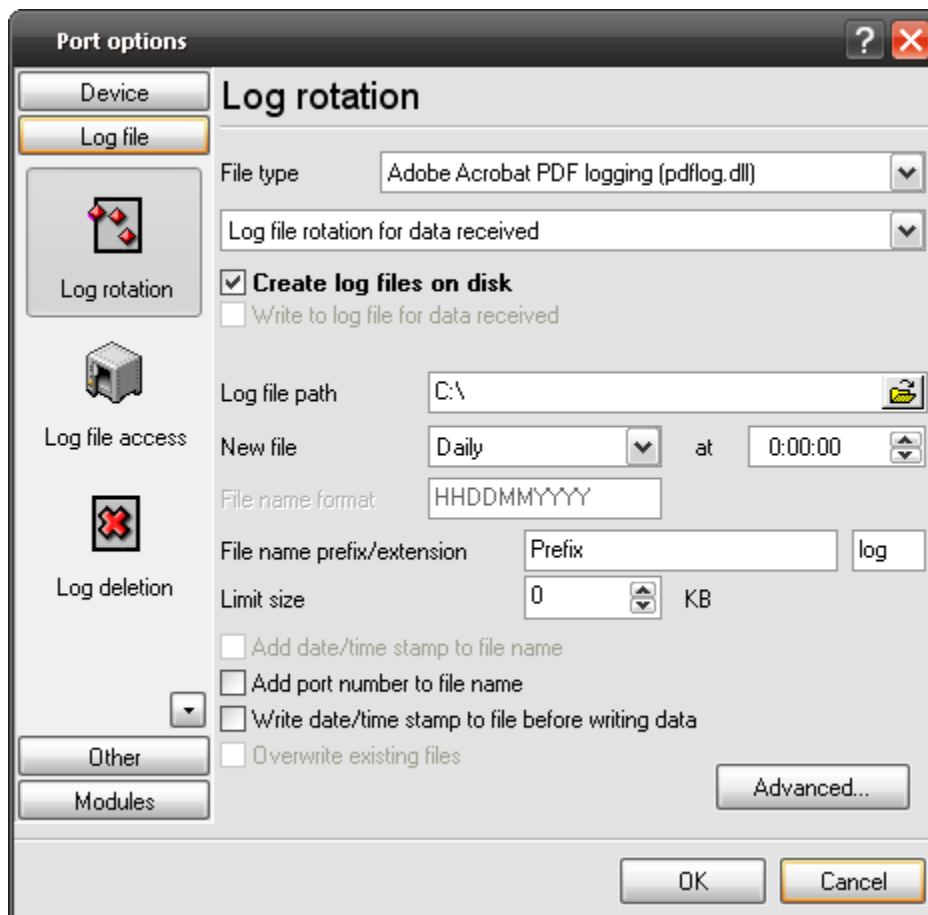 Port options
Device
Log file
Log rotation
Log file access
Log deletion
Other
Modules
Log rotation
File type Adobe Acrobat PDF logging (pdflog.dll)
Log file rotation for data received
Create log files on disk
Write to log file for data received
Log file path C:\
New file Daily at 0:00:00
File name format HHDDMMYYYY
File name prefix/extension Prefix log
Limit size 0 KB
Add date/time stamp to file name
Add port number to file name
Write date/time stamp to file before writing data
Overwrite existing files
Advanced...
OK Cancel